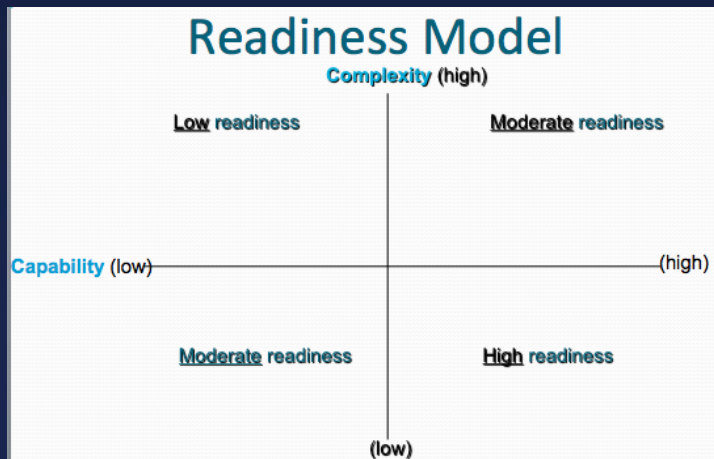 Readiness Model
Complexity (high)
Low readiness
Moderate readiness
Capability (low)
(high)
Moderate readiness
High readiness
(low)